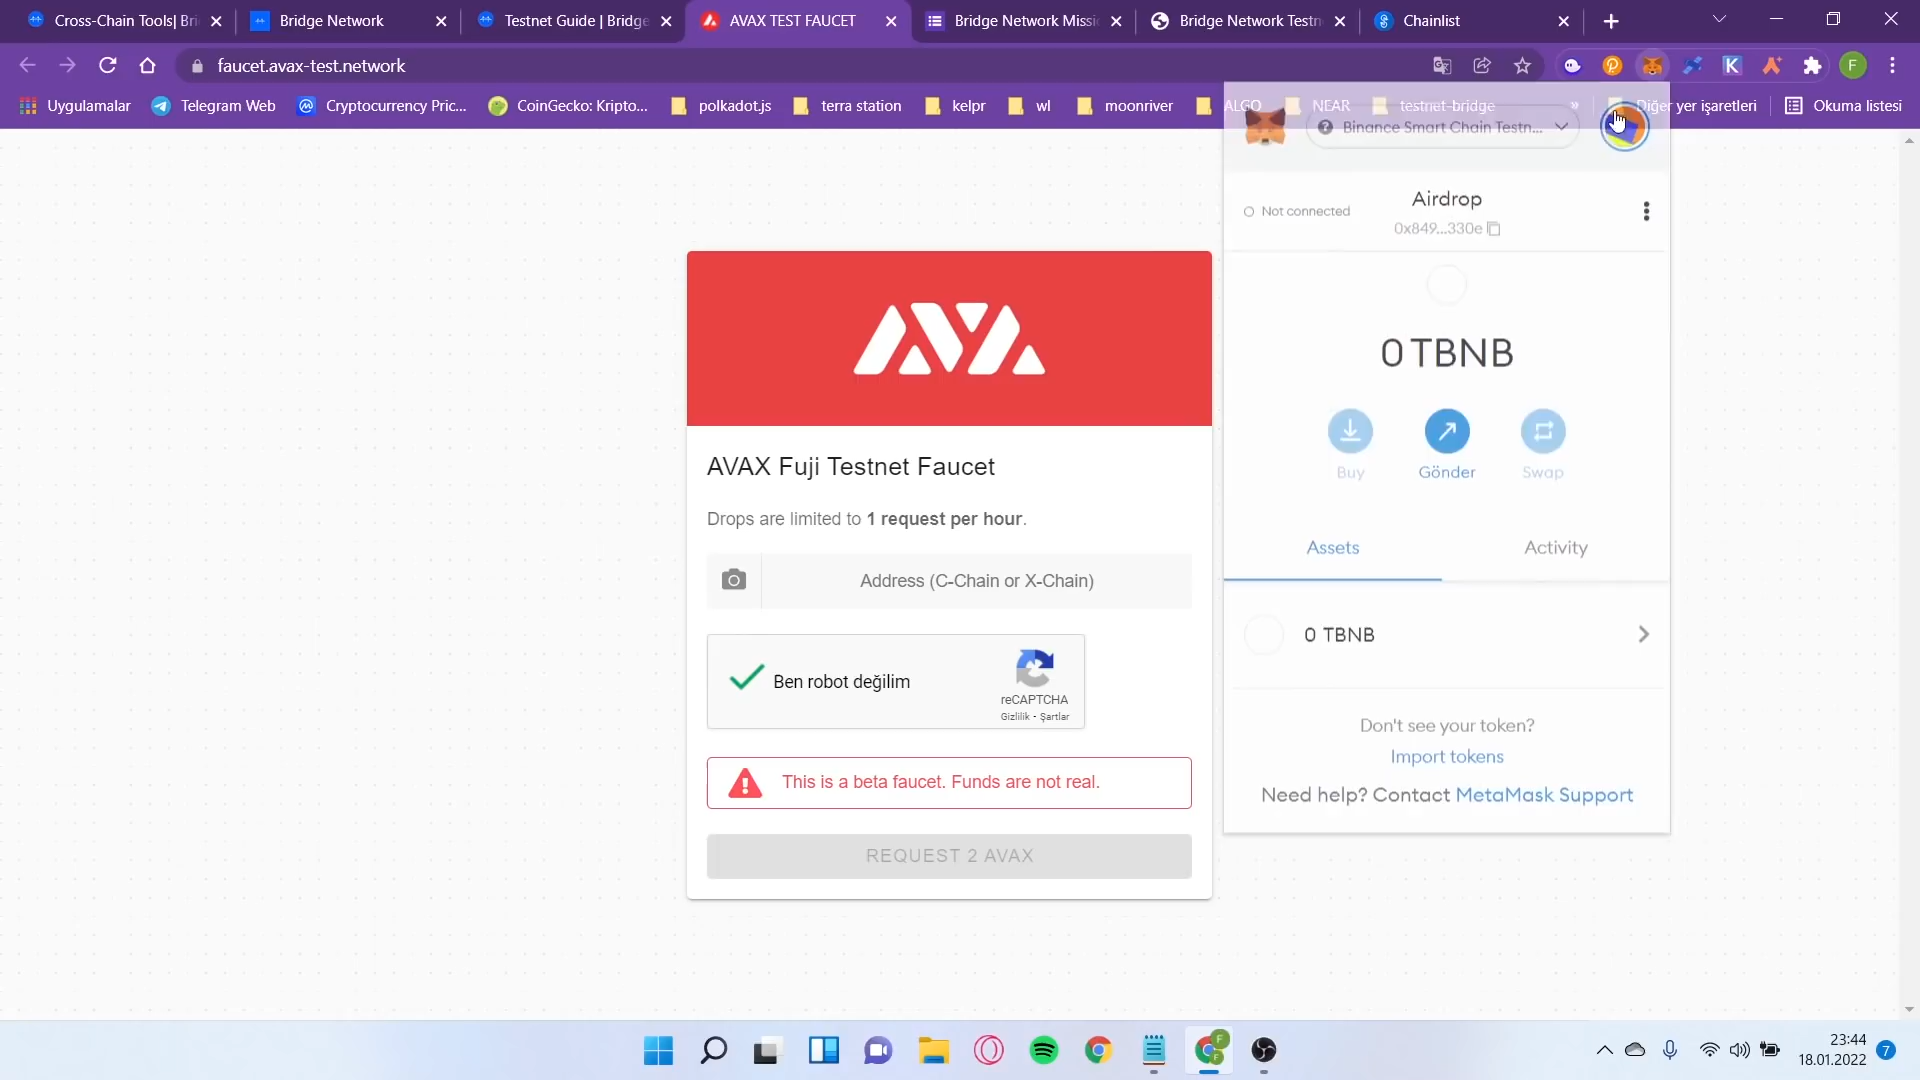 Cross-Chain Tools| Bri
Bridge Network
Testnet Guide | Bridge
AVAX TEST FAUCET
Bridge Network Missi
Bridge Network Testn
Chainlist
faucet.avax-test.network
F
Uygulamalar
Telegram Web
Cryptocurrency Pric...
CoinGecko: Kripto...
polkadot.js
terra station
kelpr
wl
moonriver
ALGO
NEAR
testnet-bridge
»
Diğer yer işaretleri
Okuma listesi
Binance Smart Chain Testn...
Not connected
Airdrop
0x849...330e
0 TBNB
Buy
Gönder
Swap
Assets
Activity
0 TBNB
Don't see your token?
Import tokens
Need help? Contact MetaMask Support
AVAX Fuji Testnet Faucet
Drops are limited to 1 request per hour.
Address (C-Chain or X-Chain)
Ben robot değilim
reCAPTCHA
Gizlilik - Şartlar
This is a beta faucet. Funds are not real.
REQUEST 2 AVAX
23:44
18.01.2022
7